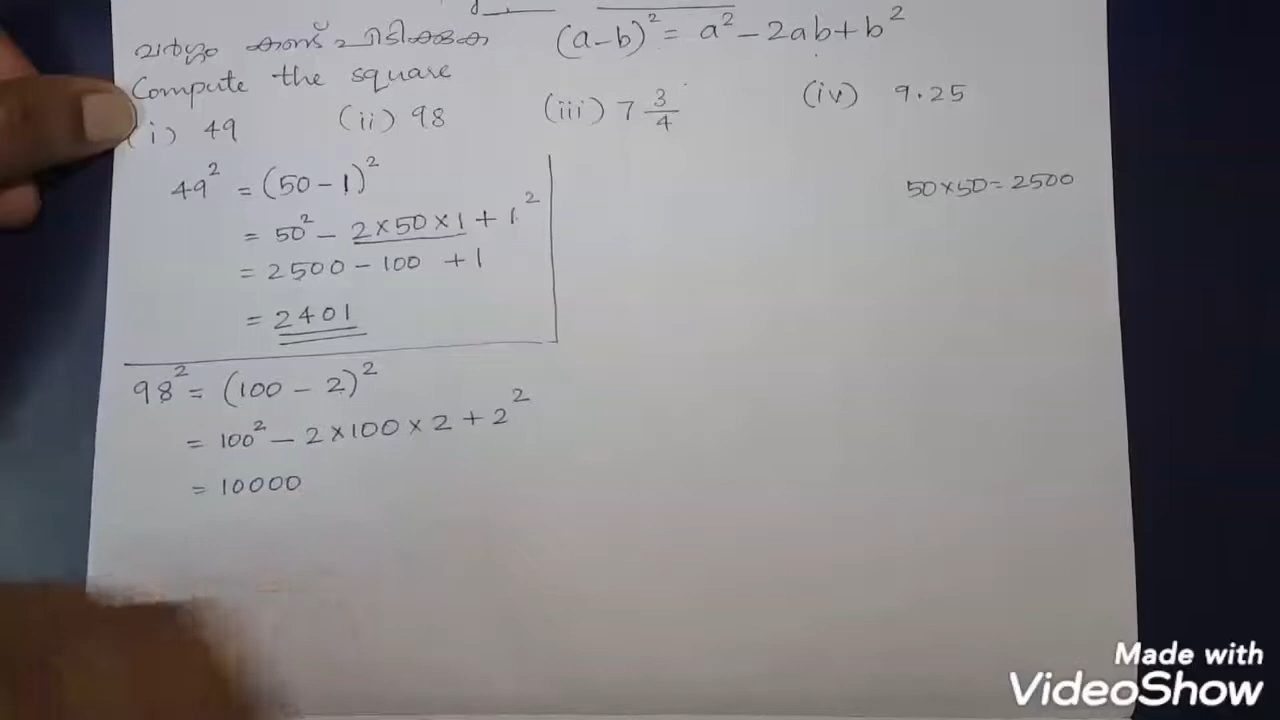 വർഗ്ഗം കണ്ട് പിടിക്കുക (a-b)² = a² - 2ab + b²
Compute the square
(i) 49 (ii) 98 (iii) 7 3/4 (iv) 9.25
49² = (50 - 1)² 50×50 = 2500
= 50² - 2×50×1 + 1²
= 2500 - 100 + 1
= 2401
98² = (100 - 2)²
= 100² - 2×100×2 + 2²
= 10000
Made with
VideoShow